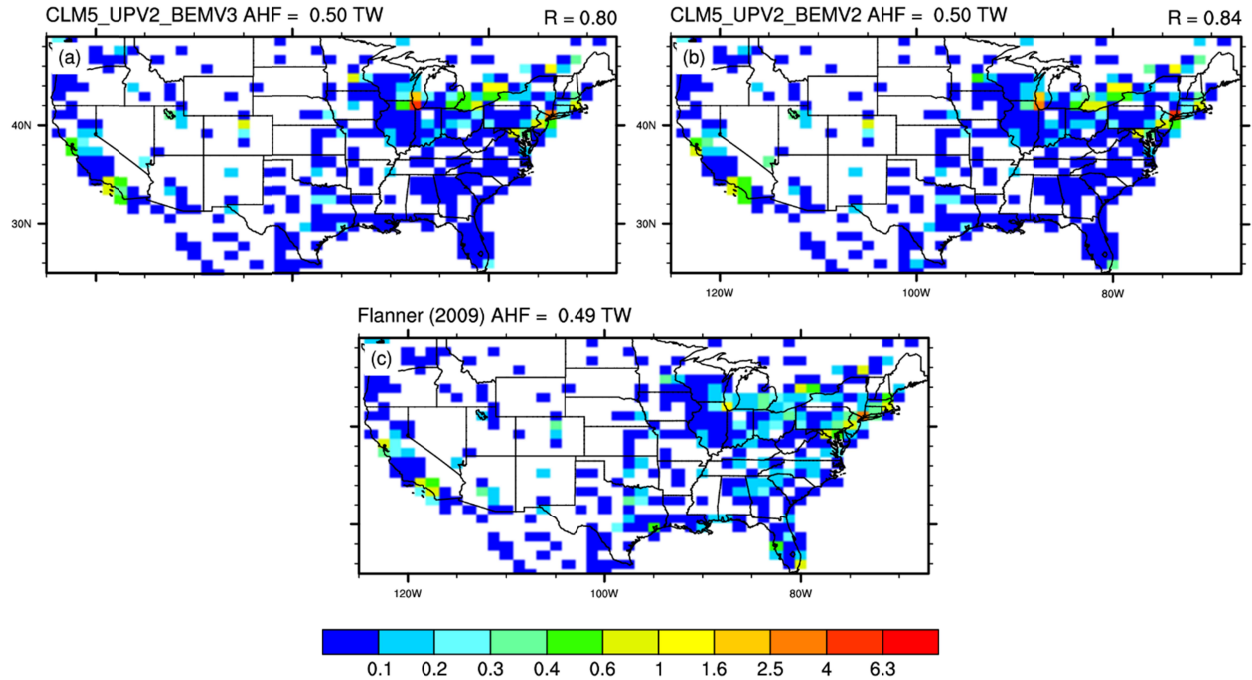 CLM5_UPV2_BEMV3 AHF = 0.50 TW R = 0.80
CLM5_UPV2_BEMV2 AHF = 0.50 TW R = 0.84
(a)
(b)
40N
30N
40N
30N
120W 100W 80W
Flanner (2009) AHF = 0.49 TW
(c)
120W 100W 80W
0.1 0.2 0.3 0.4 0.6 1 1.6 2.5 4 6.3